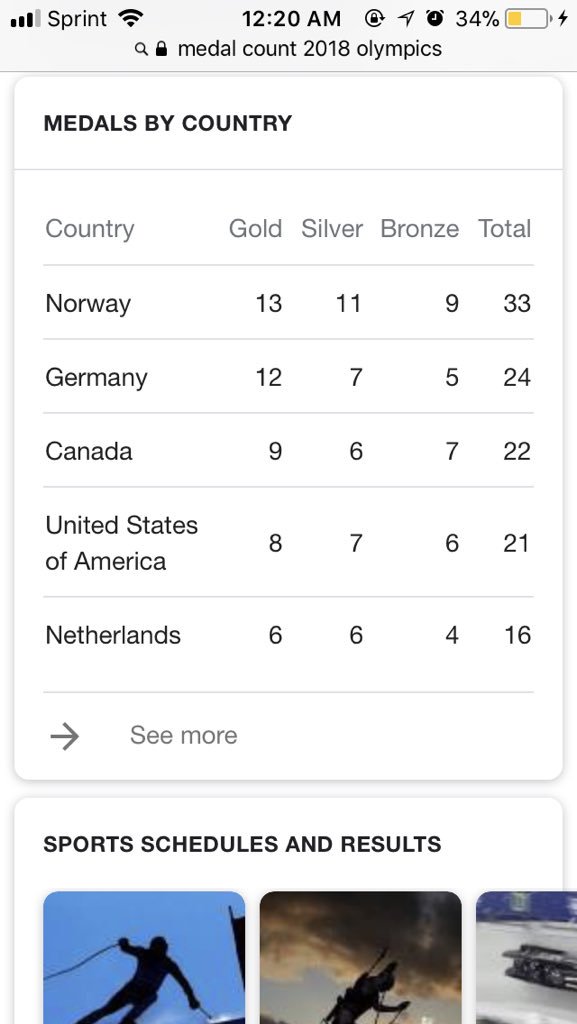 Sprint 12:20 AM 34%
medal count 2018 olympics
MEDALS BY COUNTRY
Country Gold Silver Bronze Total
Norway 13 11 9 33
Germany 12 7 5 24
Canada 9 6 7 22
United States
of America 8 7 6 21
Netherlands 6 6 4 16
See more
SPORTS SCHEDULES AND RESULTS